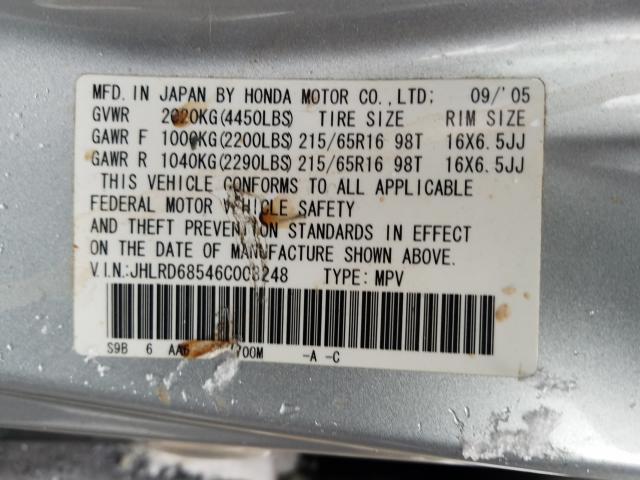 MFD. IN JAPAN BY HONDA MOTOR CO., LTD: 09/'05
GVWR 2020KG(4450LBS) TIRE SIZE RIM SIZE
GAWR F 1000KG(2200LBS) 215/65R16 98T 16X6.5JJ
GAWR R 1040KG(2290LBS) 215/65R16 98T 16X6.5JJ
THIS VEHICLE CONFORMS TO ALL APPLICABLE
FEDERAL MOTOR VEHICLE SAFETY
AND THEFT PREVENTION STANDARDS IN EFFECT
ON THE DATE OF MANUFACTURE SHOWN ABOVE.
V.I.N:JHLRD68546C008248 TYPE: MPV
S9B 6 700M -A -C